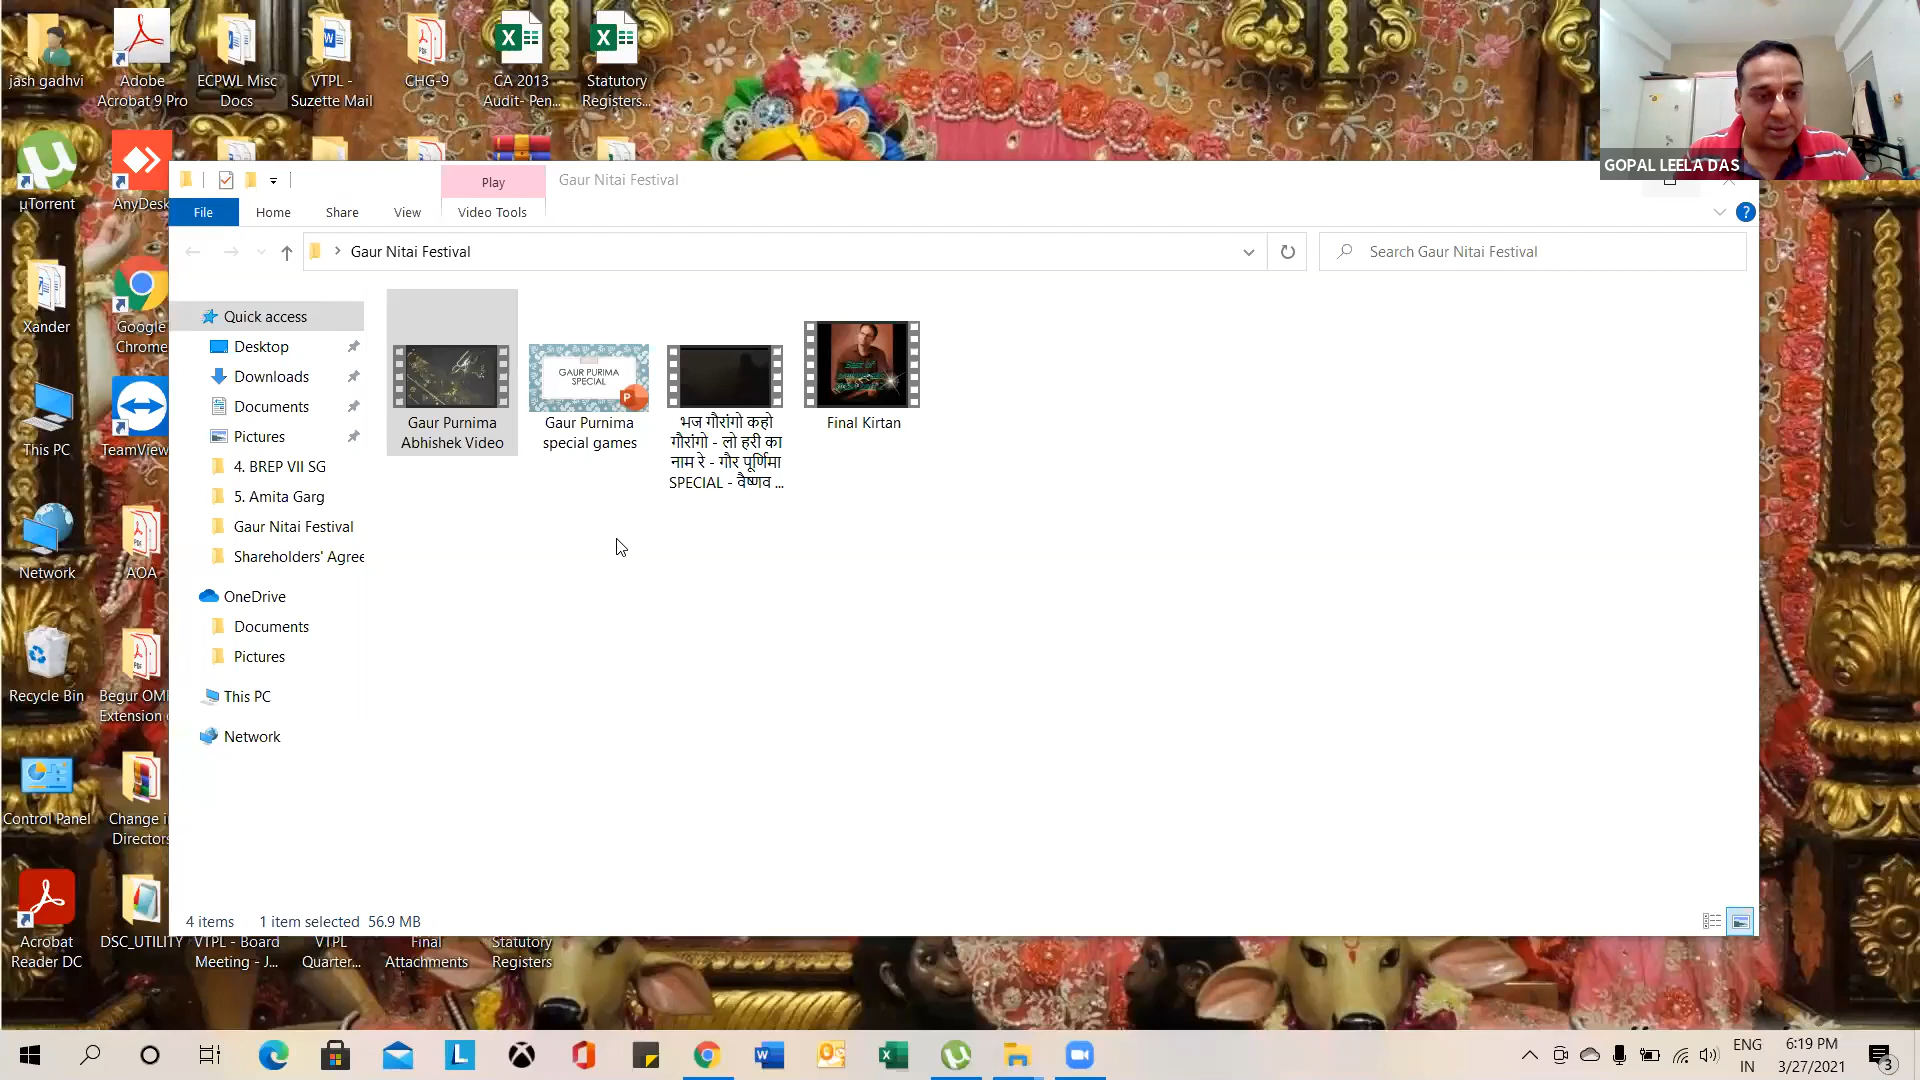 jash gadhvi
Adobe
Acrobat 9 Pro
ECPWL Misc
Docs
VTPL -
Suzette Mail
CHG-9
CA 2013
Audit- Pen...
Statutory
Registers...
GOPAL LEELA DAS
µTorrent
AnyDesk
Play
Gaur Nitai Festival
File
Home
Share
View
Video Tools
Gaur Nitai Festival
Search Gaur Nitai Festival
Xander
Google
Chrome
Quick access
Desktop
Downloads
Documents
Pictures
4. BREP VII SG
5. Amita Garg
Gaur Nitai Festival
Shareholders' Agree
OneDrive
Documents
Pictures
This PC
Network
GAUR PURIMA
SPECIAL
Gaur Purnima
Abhishek Video
Gaur Purnima
special games
भज गौरांगो कहो
गौरांगो - लो हरी का
नाम रे - गौर पूर्णिमा
SPECIAL - वैष्णव ...
Final Kirtan
This PC
TeamView
Network
AOA
Recycle Bin
Begur OM
Extension
Control Panel
Change i
Directors
4 items
1 item selected 56.9 MB
Acrobat
Reader DC
DSC_UTILITY
VTPL - Board
Meeting - J...
VTPL
Quarter...
Final
Attachments
Statutory
Registers
ENG
IN
6:19 PM
3/27/2021
3